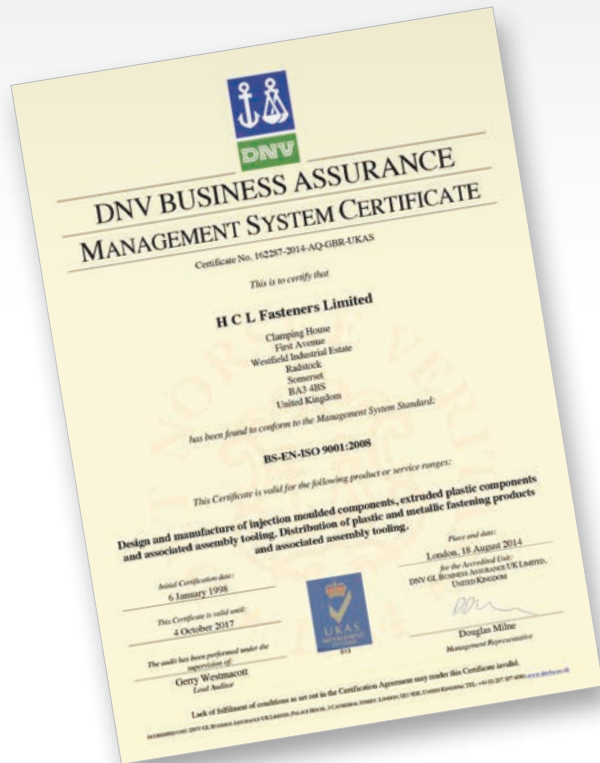 DNV
DNV BUSINESS ASSURANCE
MANAGEMENT SYSTEM CERTIFICATE
Certificate No. 162287-2014-AQ-GBR-UKAS
This is to certify that
H C L Fasteners Limited
Clamping House
First Avenue
Westfield Industrial Estate
Radstock
Somerset
BA3 4BS
United Kingdom
has been found to conform to the Management System Standard:
BS-EN-ISO 9001:2008
This Certificate is valid for the following product or service ranges:
Design and manufacture of injection moulded components, extruded plastic components
and associated assembly tooling. Distribution of plastic and metallic fastening products
and associated assembly tooling.
Initial Certification date:
6 January 1998
This Certificate is valid until:
4 October 2017
The audit has been performed under the
supervision of:
Gerry Westmacott
Lead Auditor
UKAS
MANAGEMENT
013
Place and date:
London, 18 August 2014
for the Accredited Unit:
DNV GL BUSINESS ASSURANCE UK LIMITED,
UNITED KINGDOM
Douglas Milne
Management Representative
Lack of fulfilment of conditions as set out in the Certification Agreement may render this Certificate invalid.